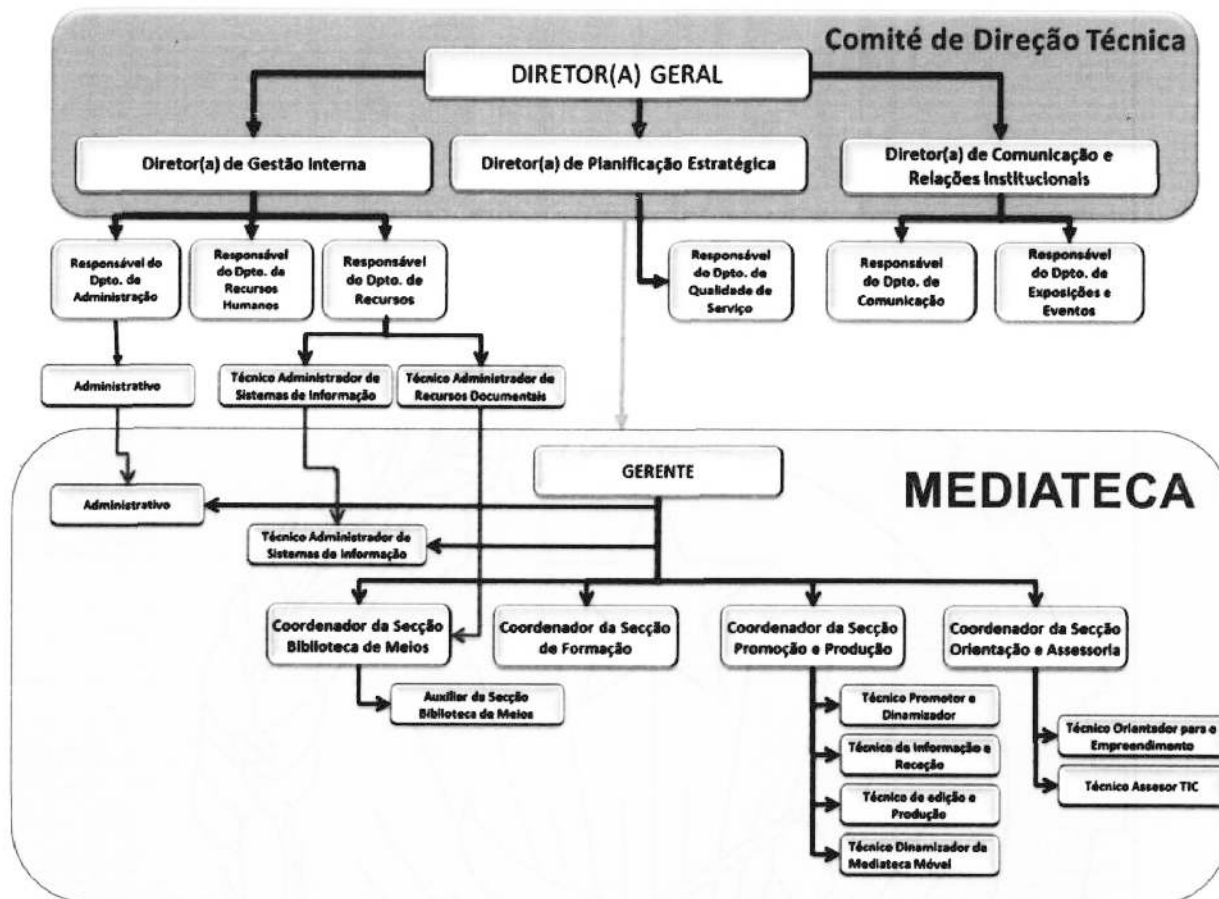 Comité de Direção Técnica
DIRETOR(A) GERAL
Diretor(a) de Gestão Interna
Diretor(a) de Planificação Estratégica
Diretor(a) de Comunicação e
Relações Institucionais
Responsável do
Dpto. de
Administração
Responsável
do Dpto. de
Recursos
Humanos
Responsável
do Dpto. de
Recursos
Responsável
do Dpto. de
Qualidade de
Serviço
Responsável
do Dpto. de
Comunicação
Responsável
do Dpto. de
Exposições e
Eventos
Administrativo
Técnico Administrador de
Sistemas de Informação
Técnico Administrador de
Recursos Documentais
GERENTE
MEDIATECA
Administrativo
Técnico Administrador de
Sistemas de Informação
Coordenador da Secção
Biblioteca de Meios
Coordenador da Secção
de Formação
Coordenador da Secção
Promoção e Produção
Coordenador da Secção
Orientação e Assessoria
Auxilier da Secção
Biblioteca de Meios
Técnico Promotor e
Dinamizador
Técnico de Informação e
Receção
Técnico de edição e
Produção
Técnico Dinamizador da
Mediateca Móvel
Técnico Orientador para o
Empreendimento
Técnico Assesor TIC